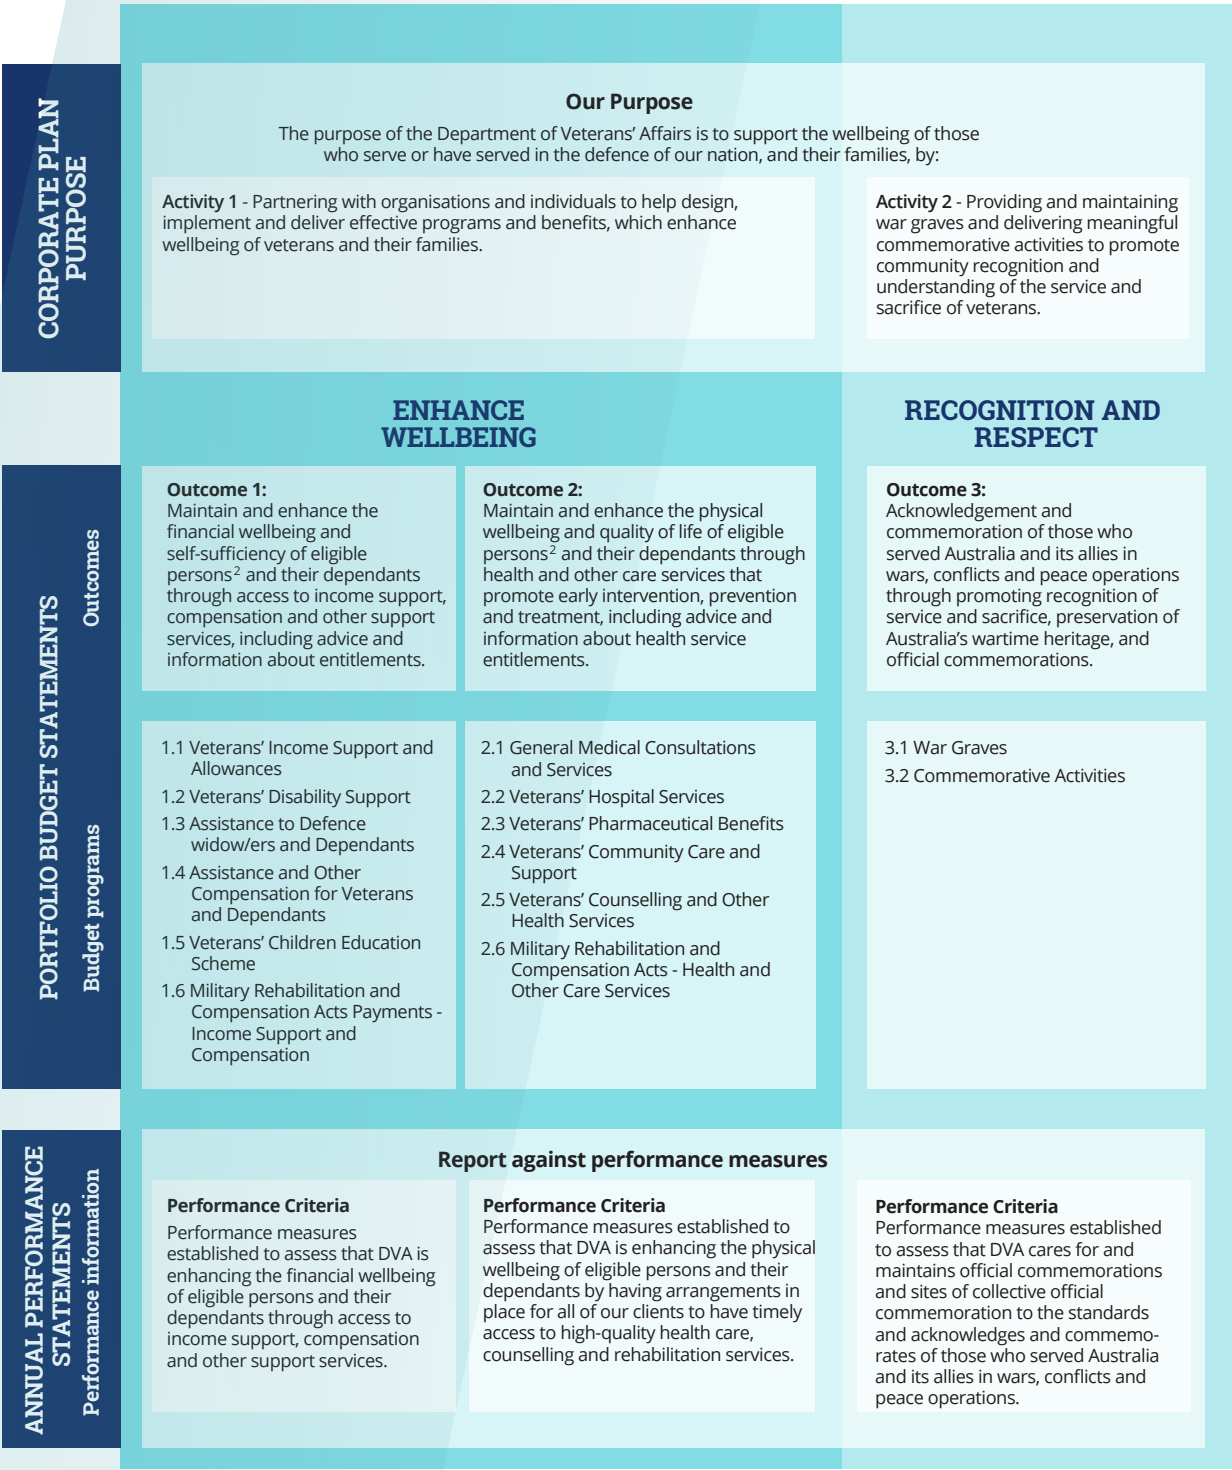 CORPORATE PLAN
PURPOSE
Our Purpose
The purpose of the Department of Veterans’ Affairs is to support the wellbeing of those
who serve or have served in the defence of our nation, and their families, by:
Activity 1 - Partnering with organisations and individuals to help design,
implement and deliver effective programs and benefits, which enhance
wellbeing of veterans and their families.
Activity 2 - Providing and maintaining
war graves and delivering meaningful
commemorative activities to promote
community recognition and
understanding of the service and
sacrifice of veterans.
ENHANCE
WELLBEING
RECOGNITION AND
RESPECT
PORTFOLIO BUDGET STATEMENTS
Outcomes
Outcome 1:
Maintain and enhance the
financial wellbeing and
self-sufficiency of eligible
persons² and their dependants
through access to income support,
compensation and other support
services, including advice and
information about entitlements.
Outcome 2:
Maintain and enhance the physical
wellbeing and quality of life of eligible
persons² and their dependants through
health and other care services that
promote early intervention, prevention
and treatment, including advice and
information about health service
entitlements.
Outcome 3:
Acknowledgement and
commemoration of those who
served Australia and its allies in
wars, conflicts and peace operations
through promoting recognition of
service and sacrifice, preservation of
Australia’s wartime heritage, and
official commemorations.
Budget programs
1.1 Veterans’ Income Support and
Allowances
1.2 Veterans’ Disability Support
1.3 Assistance to Defence
widow/ers and Dependants
1.4 Assistance and Other
Compensation for Veterans
and Dependants
1.5 Veterans’ Children Education
Scheme
1.6 Military Rehabilitation and
Compensation Acts Payments -
Income Support and
Compensation
2.1 General Medical Consultations
and Services
2.2 Veterans’ Hospital Services
2.3 Veterans’ Pharmaceutical Benefits
2.4 Veterans’ Community Care and
Support
2.5 Veterans’ Counselling and Other
Health Services
2.6 Military Rehabilitation and
Compensation Acts - Health and
Other Care Services
3.1 War Graves
3.2 Commemorative Activities
ANNUAL PERFORMANCE
STATEMENTS
Performance information
Report against performance measures
Performance Criteria
Performance measures
established to assess that DVA is
enhancing the financial wellbeing
of eligible persons and their
dependants through access to
income support, compensation
and other support services.
Performance Criteria
Performance measures established to
assess that DVA is enhancing the physical
wellbeing of eligible persons and their
dependants by having arrangements in
place for all of our clients to have timely
access to high-quality health care,
counselling and rehabilitation services.
Performance Criteria
Performance measures established
to assess that DVA cares for and
maintains official commemorations
and sites of collective official
commemoration to the standards
and acknowledges and commemo-
rates of those who served Australia
and its allies in wars, conflicts and
peace operations.